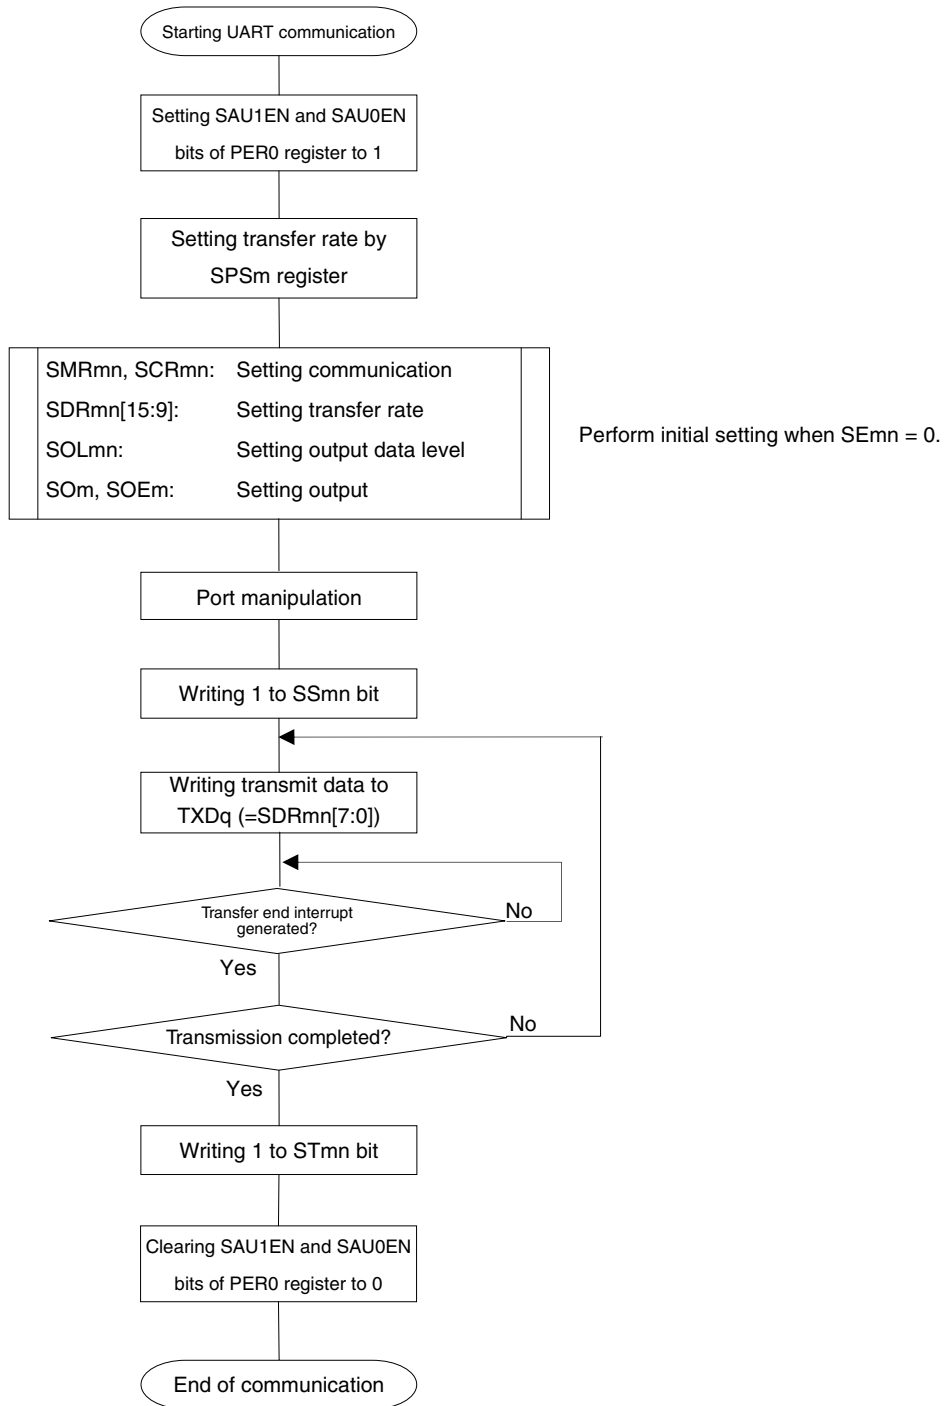 Starting UART communication
Setting SAU1EN and SAU0EN
bits of PER0 register to 1
Setting transfer rate by
SPSm register
SMRmn, SCRmn: Setting communication
SDRmn[15:9]: Setting transfer rate
SOLmn: Setting output data level
SOm, SOEm: Setting output
Perform initial setting when SEmn = 0.
Port manipulation
Writing 1 to SSmn bit
Writing transmit data to
TXDq (=SDRmn[7:0])
Transfer end interrupt
generated?
No
Yes
Transmission completed?
No
Yes
Writing 1 to STmn bit
Clearing SAU1EN and SAU0EN
bits of PER0 register to 0
End of communication